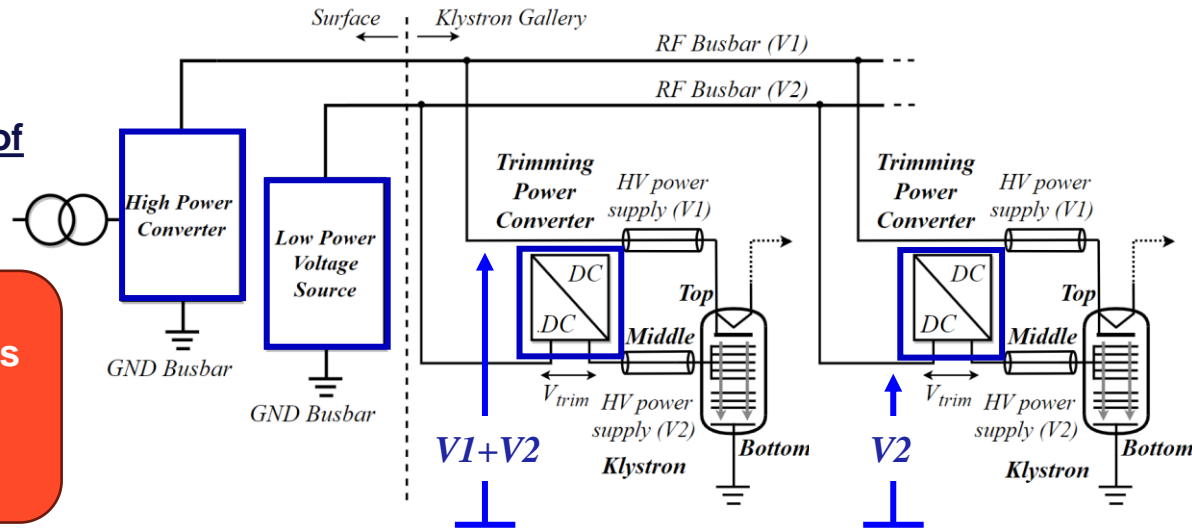 Surface
Klystron Gallery
RF Busbar (V1)
RF Busbar (V2)
of
s
High Power
Converter
GND Busbar
Low Power
Voltage
Source
GND Busbar
Trimming
Power
Converter
HV power
supply (V1)
DC
.DC
Top
Middle
Vtrim
HV power
supply (V2)
Bottom
Klystron
V1+V2
Trimming
Power
Converter
HV power
supply (V1)
DC
DC
Top
Middle
Vtrim
HV power
supply (V2)
Bottom
Klystron
V2